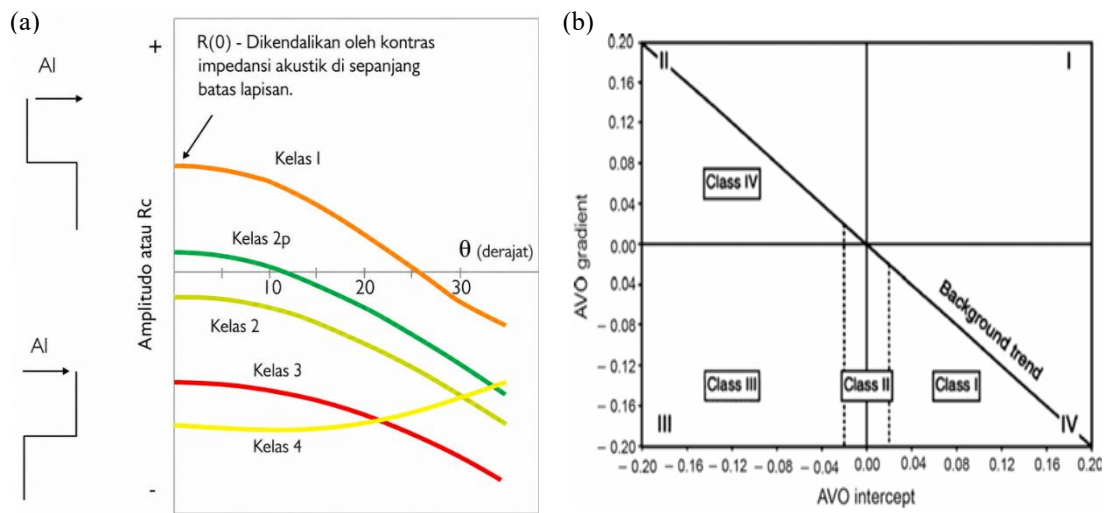 (a)
+
AI
AI
-
Amplitudo atau Rc
R(0) - Dikendalikan oleh kontras
impedansi akustik di sepanjang
batas lapisan.
Kelas 1
Kelas 2p
θ (derajat)
10
20
30
Kelas 2
Kelas 3
Kelas 4
(b)
0.20
0.16
0.12
0.08
0.04
0.00
0.04
- 0.08
- 0.12
- 0.16
- 0.20
AVO gradient
II
I
Class IV
Background trend
Class III
Class II
Class I
III
IV
- 0.20 - 0.16 - 0.12 - 0.08 - 0.04 0.00 0.04 0.08 0.12 0.16 0.20
AVO intercept